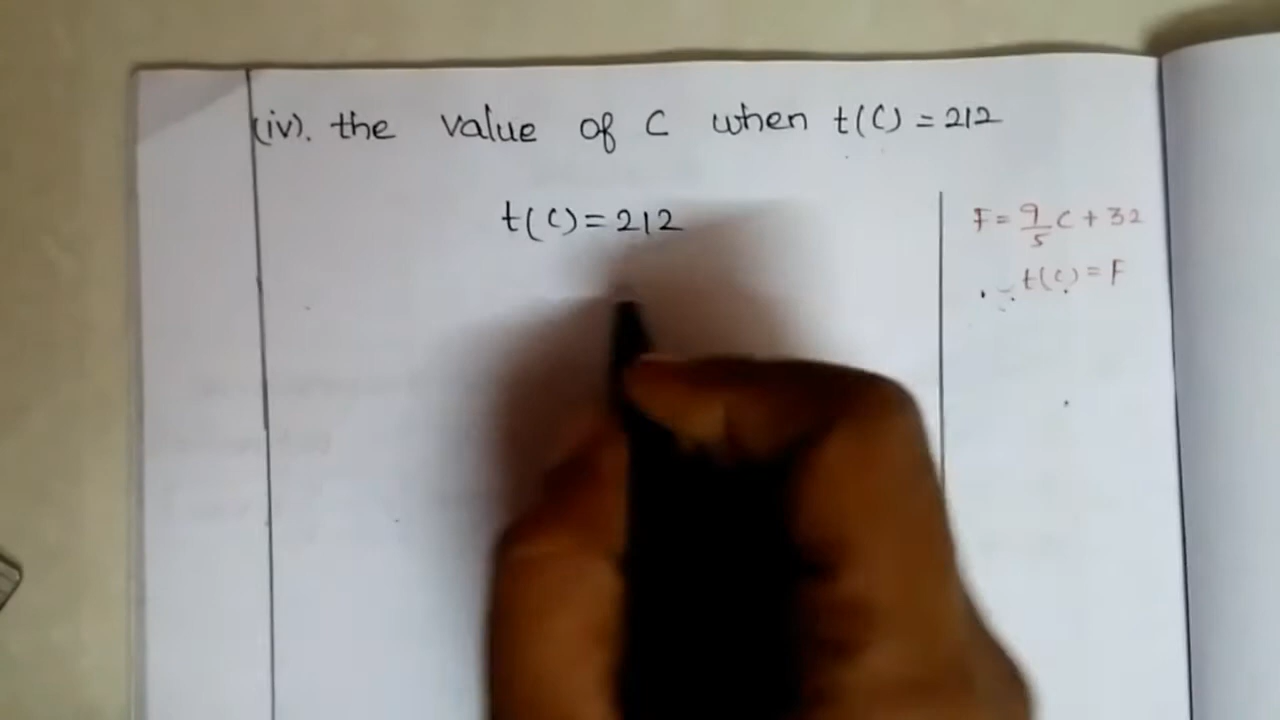 (iv). the value of C when t(C) = 212
t(C) = 212
F = 9/5 C + 32
t(C) = F